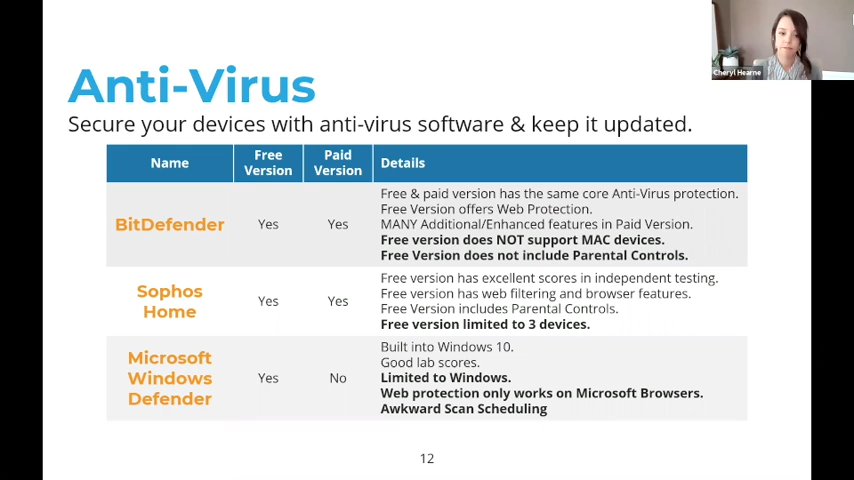 Cheryl Hearne
Anti-Virus
Secure your devices with anti-virus software & keep it updated.
Name
Free
Version
Paid
Version
Details
BitDefender
Yes
Yes
Free & paid version has the same core Anti-Virus protection.
Free Version offers Web Protection.
MANY Additional/Enhanced features in Paid Version.
Free version does NOT support MAC devices.
Free Version does not include Parental Controls.
Sophos
Home
Yes
Yes
Free version has excellent scores in independent testing.
Free version has web filtering and browser features.
Free Version includes Parental Controls.
Free version limited to 3 devices.
Microsoft
Windows
Defender
Yes
No
Built into Windows 10.
Good lab scores.
Limited to Windows.
Web protection only works on Microsoft Browsers.
Awkward Scan Scheduling
12